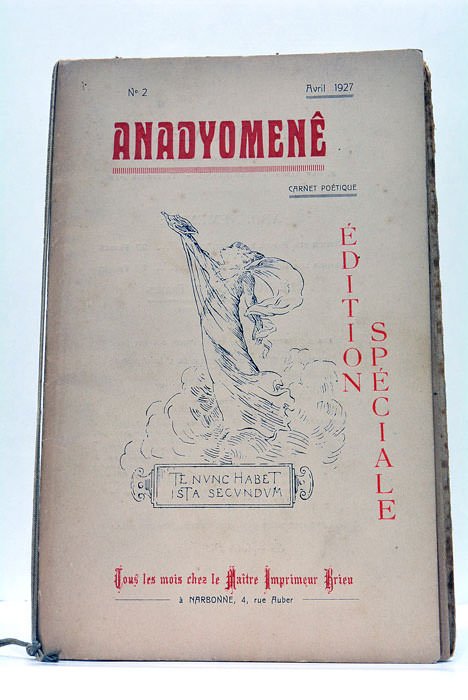 No 2
Avril 1927
ANADYOMENÊ
CARNET POÉTIQUE
ÉDITION
SPÉCIALE
TE NVNC HABET
ISTA SECVNDVM
Tous les mois chez le Maître Imprimeur Brieu
à NARBONNE, 4, rue Auber